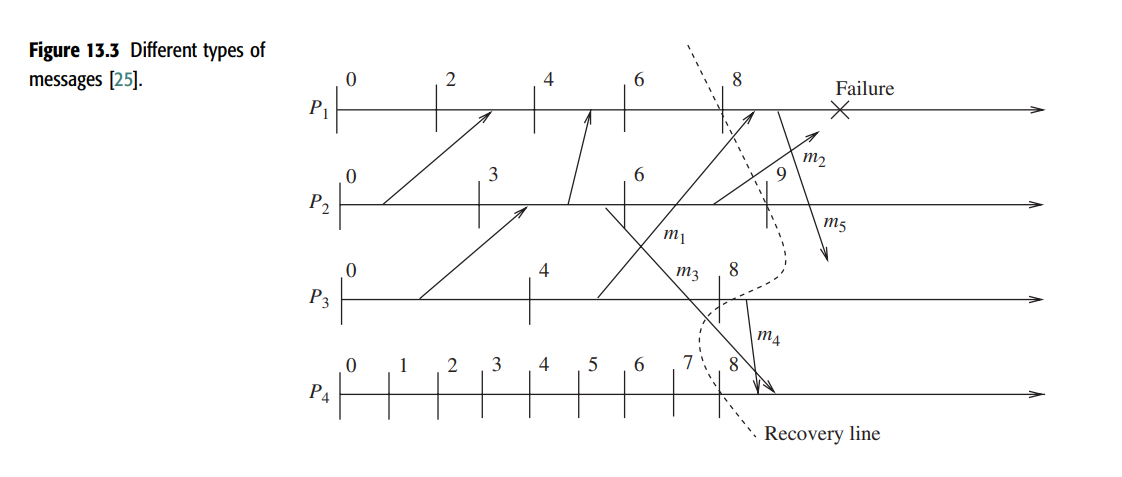 Figure 13.3 Different types of
messages [25].
0 2 4 6 8
Failure
P1
m2
0 3 6 9
P2
m5
m1
0 4 m3 8
P3
m4
0 1 2 3 4 5 6 7 8
P4
Recovery line